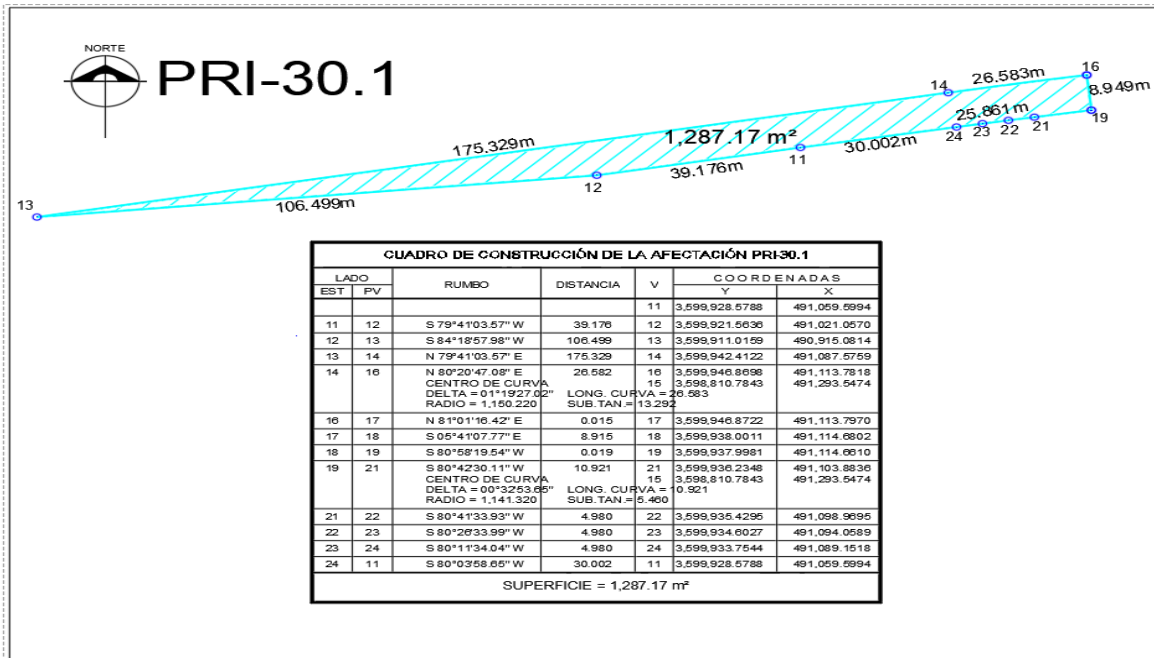 NORTE
PRI-30.1
16
26.583m
14
8.949m
25.861m
19
21
22
23
24
1,287.17 m²
175.329m
30.002m
11
39.176m
12
106.499m
13
CUADRO DE CONSTRUCCIÓN DE LA AFECTACIÓN PRI-30.1
LADO RUMBO DISTANCIA V COORDENADAS
EST PV Y X
11 3,599,928.5788 491,059.5994
11 12 S 79°41'03.57" W 39.176 12 3,599,921.5636 491,021.0570
12 13 S 84°18'57.98" W 106.499 13 3,599,911.0159 490,915.0814
13 14 N 79°41'03.57" E 175.329 14 3,599,942.4122 491,087.5759
14 16 N 80°20'47.08" E 26.582 16 3,599,946.8698 491,113.7818
CENTRO DE CURVA 15 3,598,810.7843 491,293.5474
DELTA = 01°19'27.02" LONG. CURVA = 26.583
RADIO = 1,150.220 SUB.TAN.= 13.292
16 17 N 81°01'16.42" E 0.015 17 3,599,946.8722 491,113.7970
17 18 S 05°41'07.77" E 8.915 18 3,599,938.0011 491,114.6802
18 19 S 80°58'19.54" W 0.019 19 3,599,937.9981 491,114.6610
19 21 S 80°42'30.11" W 10.921 21 3,599,936.2348 491,103.8836
CENTRO DE CURVA 15 3,598,810.7843 491,293.5474
DELTA = 00°32'53.65" LONG. CURVA = 10.921
RADIO = 1,141.320 SUB.TAN.= 5.460
21 22 S 80°41'33.93" W 4.980 22 3,599,935.4295 491,098.9695
22 23 S 80°26'33.99" W 4.980 23 3,599,934.6027 491,094.0589
23 24 S 80°11'34.04" W 4.980 24 3,599,933.7544 491,089.1518
24 11 S 80°03'58.65" W 30.002 11 3,599,928.5788 491,059.5994
SUPERFICIE = 1,287.17 m²